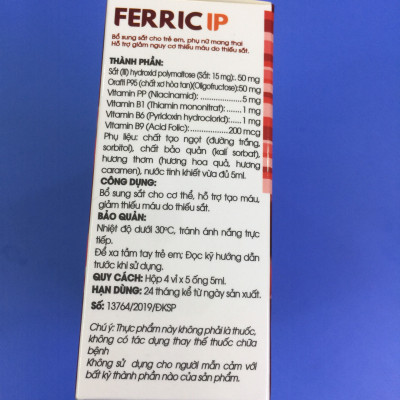 FERRIC IP
Bổ sung sắt cho trẻ em, phụ nữ mang thai
Hỗ trợ giảm nguy cơ thiếu máu do thiếu sắt.
THÀNH PHẦN:
Sắt (III) hydroxid polymaltose (Sắt: 15 mg):. 50 mg
Orafti P95 (chất xơ hòa tan)(Oligofructose):50 mg
Vitamin PP (Niacinamid): .................. 5 mg
Vitamin B1 (Thiamin mononitrat): ........... 1 mg
Vitamin B6 (Pyridoxin hydroclorid): ........ 1 mg
Vitamin B9 (Acid Folic): .................. 200 mcg
Phụ liệu: chất tạo ngọt (đường trắng,
sorbitol), chất bảo quản (kali sorbat),
hương thơm (hương hoa quả, hương
caramen), nước tinh khiết vừa đủ 5ml.
CÔNG DỤNG:
Bổ sung sắt cho cơ thể, hỗ trợ tạo máu,
giảm thiếu máu do thiếu sắt.
BẢO QUẢN:
Nhiệt độ dưới 30°C, tránh ánh nắng trực
tiếp.
Để xa tầm tay trẻ em; Đọc kỹ hướng dẫn
trước khi sử dụng.
QUY CÁCH: Hộp 4 vỉ x 5 ống 5ml.
HẠN DÙNG: 24 tháng kể từ ngày sản xuất.
Số: 13764/2019/ĐKSP
Chú ý: Thực phẩm này không phải là thuốc,
không có tác dụng thay thế thuốc chữa
bệnh
Không sử dụng cho người mẫn cảm với
bất kỳ thành phần nào của sản phẩm.